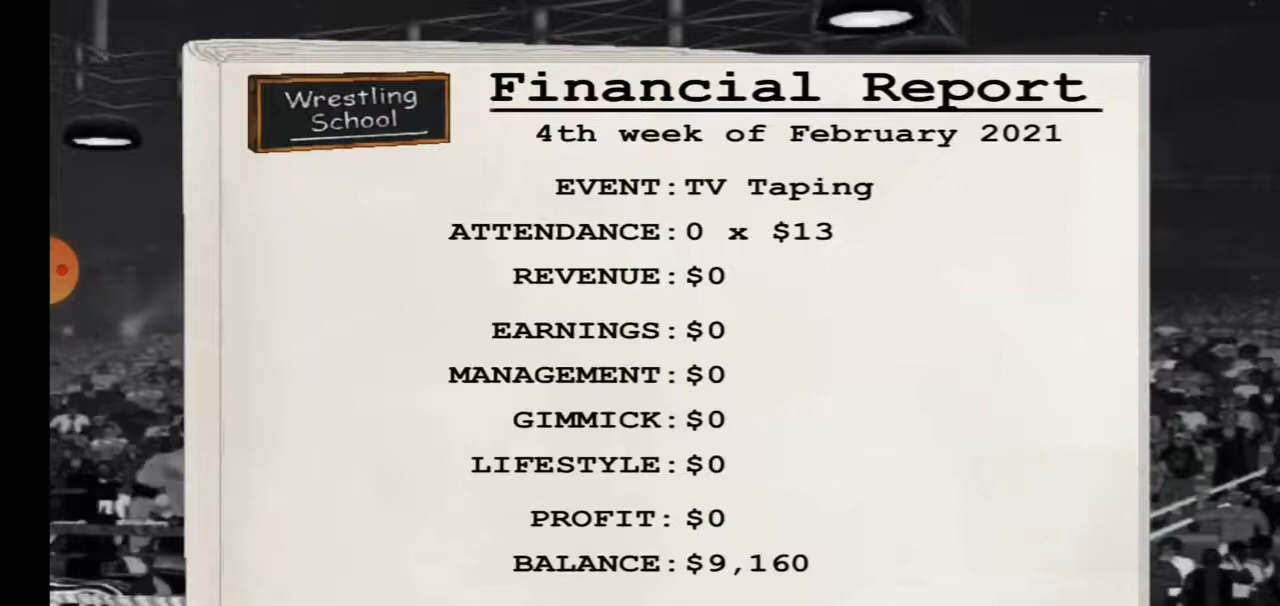 Wrestling
School
Financial Report
4th week of February 2021
EVENT: TV Taping
ATTENDANCE: 0 x $13
REVENUE: $0
EARNINGS: $0
MANAGEMENT: $0
GIMMICK: $0
LIFESTYLE: $0
PROFIT: $0
BALANCE: $9,160